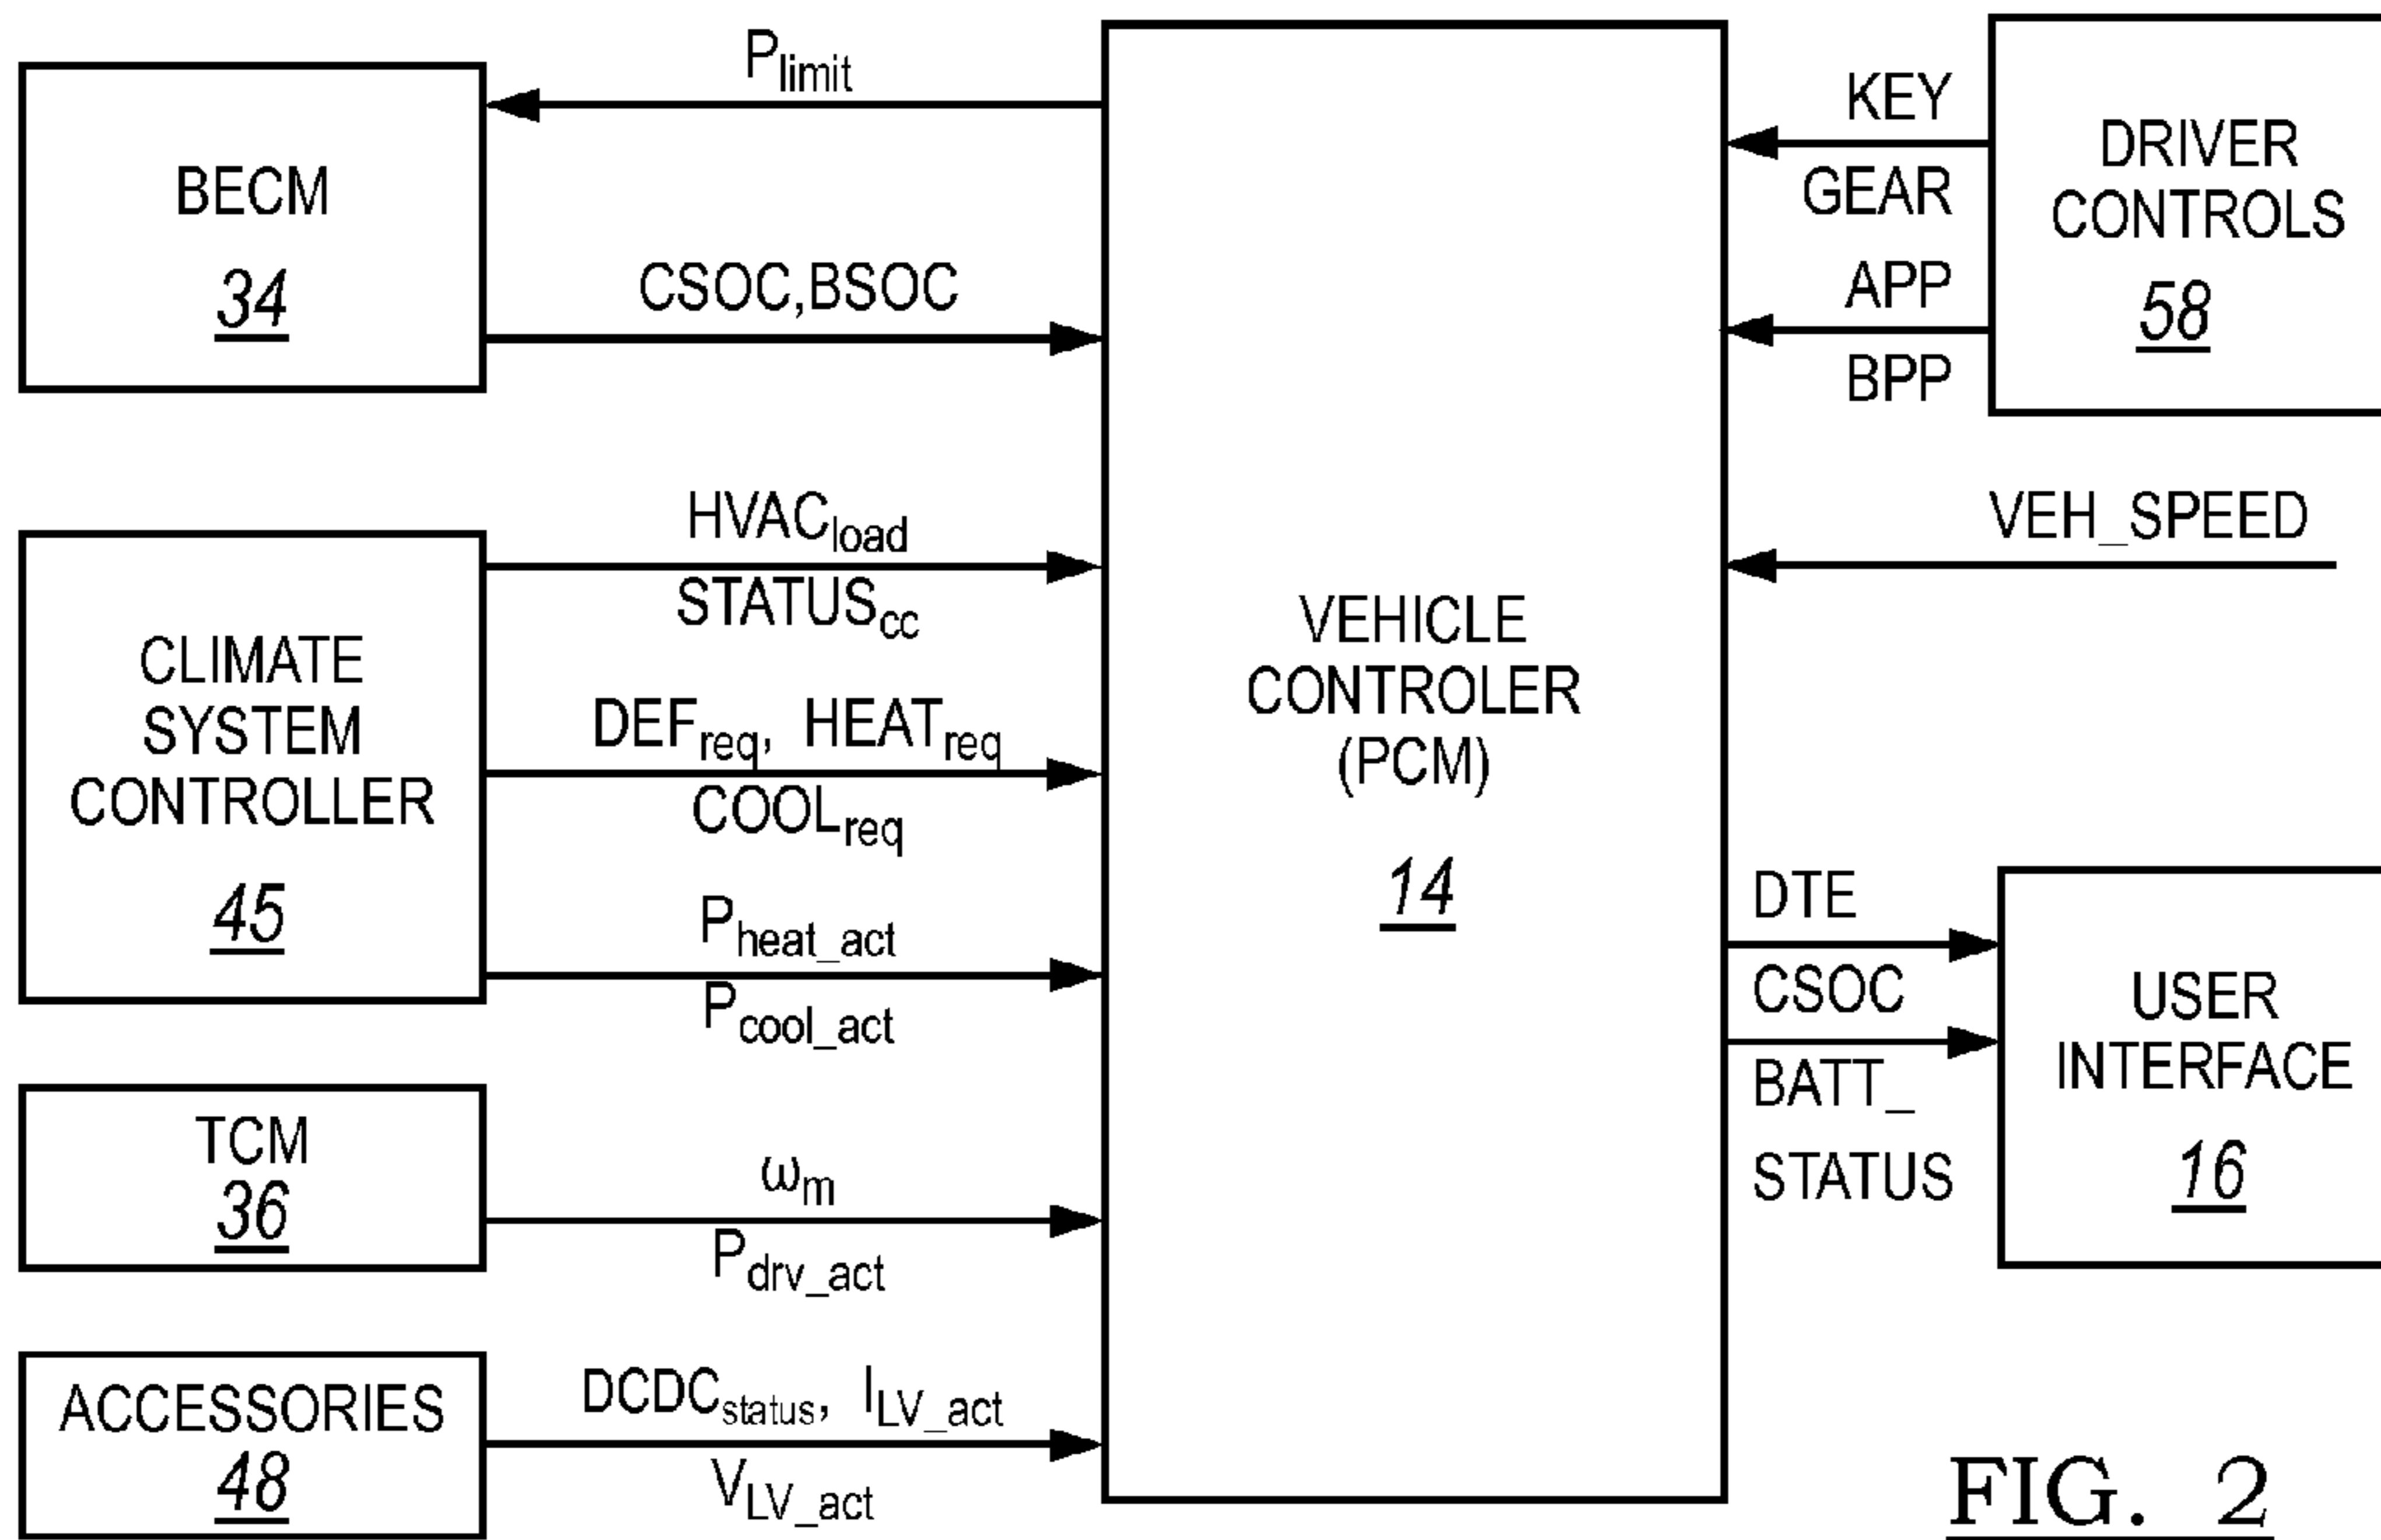 P_limit
BECM
34
CSOC,BSOC
HVAC_load
STATUS_cc
CLIMATE
SYSTEM
CONTROLLER
45
DEF_req, HEAT_req
COOL_req
P_heat_act
P_cool_act
TCM
36
ω_m
P_drv_act
ACCESSORIES
48
DCDC_status, I_LV_act
V_LV_act
VEHICLE
CONTROLER
(PCM)
14
KEY
GEAR
APP
BPP
DRIVER
CONTROLS
58
VEH_SPEED
DTE
CSOC
BATT_
STATUS
USER
INTERFACE
16
FIG. 2